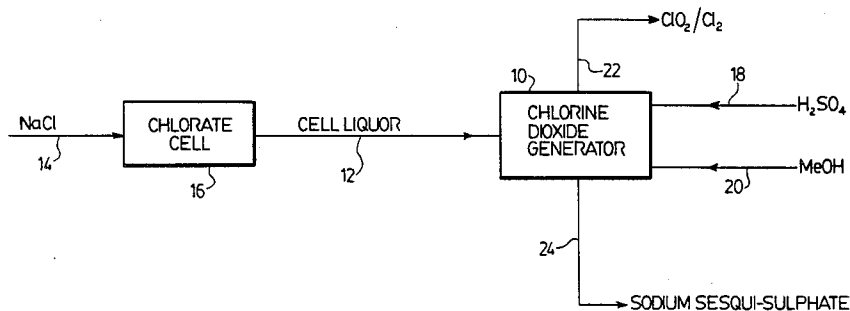 ClO2/Cl2
22
10
18
H2SO4
NaCl
14
CHLORATE
CELL
16
CELL LIQUOR
12
CHLORINE
DIOXIDE
GENERATOR
MeOH
20
24
SODIUM SESQUI-SULPHATE